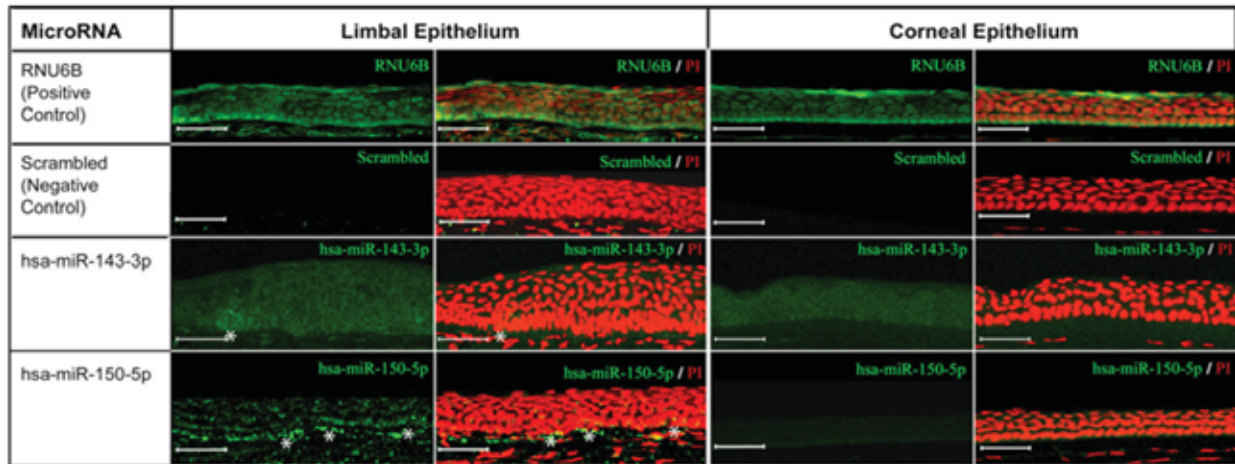 MicroRNA Limbal Epithelium Corneal Epithelium
RNU6B
(Positive
Control)
RNU6B RNU6B / PI RNU6B RNU6B / PI
Scrambled
(Negative
Control)
Scrambled Scrambled / PI Scrambled Scrambled / PI
hsa-miR-143-3p
hsa-miR-143-3p hsa-miR-143-3p / PI hsa-miR-143-3p hsa-miR-143-3p / PI
* *
hsa-miR-150-5p
hsa-miR-150-5p hsa-miR-150-5p / PI hsa-miR-150-5p hsa-miR-150-5p / PI
* * * * * *